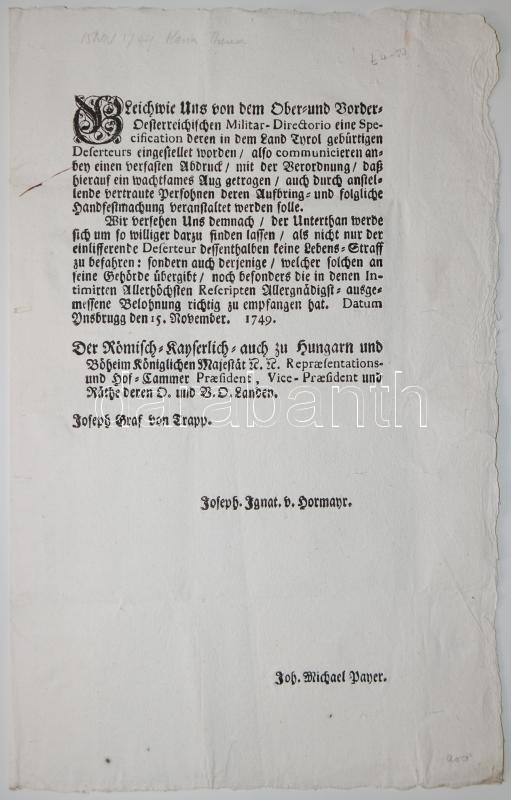 Gleichwie Uns von dem Ober-und Vorder-
Oesterreichischen Militar-Directorio eine Spe-
cification deren in dem Land Tyrol gebürtigen
Deserteurs eingestellet worden / also communicieren an-
bey einen verfasten Abdruck / mit der Verordnung / daß
hierauf ein wachtsames Aug getragen / auch durch anstel-
lende vertraute Persohnen deren Aufbring- und folgliche
Handfestmachung veranstaltet werden solle.
Wir versehen Uns demnach / der Unterthan werde
sich um so williger darzu finden lassen / als nicht nur der
einlifferende Deserteur dessenthalben keine Lebens-Straff
zu befahren: sondern auch derjenige / welcher solchen an
seine Gehörde übergibt / noch besonders die in denen In-
timirten Allerhöchsten Rescripten Allergnädigst-ausge-
messene Belohnung richtig zu empfangen hat. Datum
Ynsbrugg den 15. November. 1749.
Der Römisch-Kayserlich-auch zu Hungarn und
Böheim Königlichen Majestät ꝛc. ꝛc. Repræsentations-
und Hof-Cammer Præsident, Vice-Præsident und
Räthe deren O. und V. O. Landen.
Joseph Graf von Trapp.
darabanth
Joseph. Ignat. v. Hormayr.
Joh. Michael Payer.